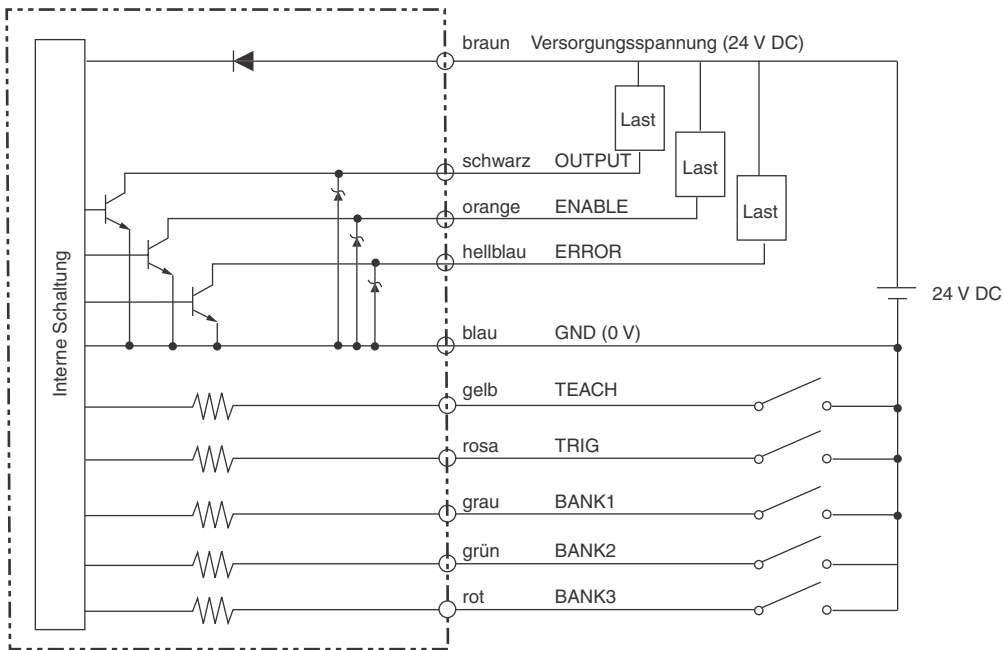 braun Versorgungsspannung (24 V DC)
Last
schwarz OUTPUT
Last
orange ENABLE
Last
hellblau ERROR
Interne Schaltung
24 V DC
blau GND (0 V)
gelb TEACH
rosa TRIG
grau BANK1
grün BANK2
rot BANK3